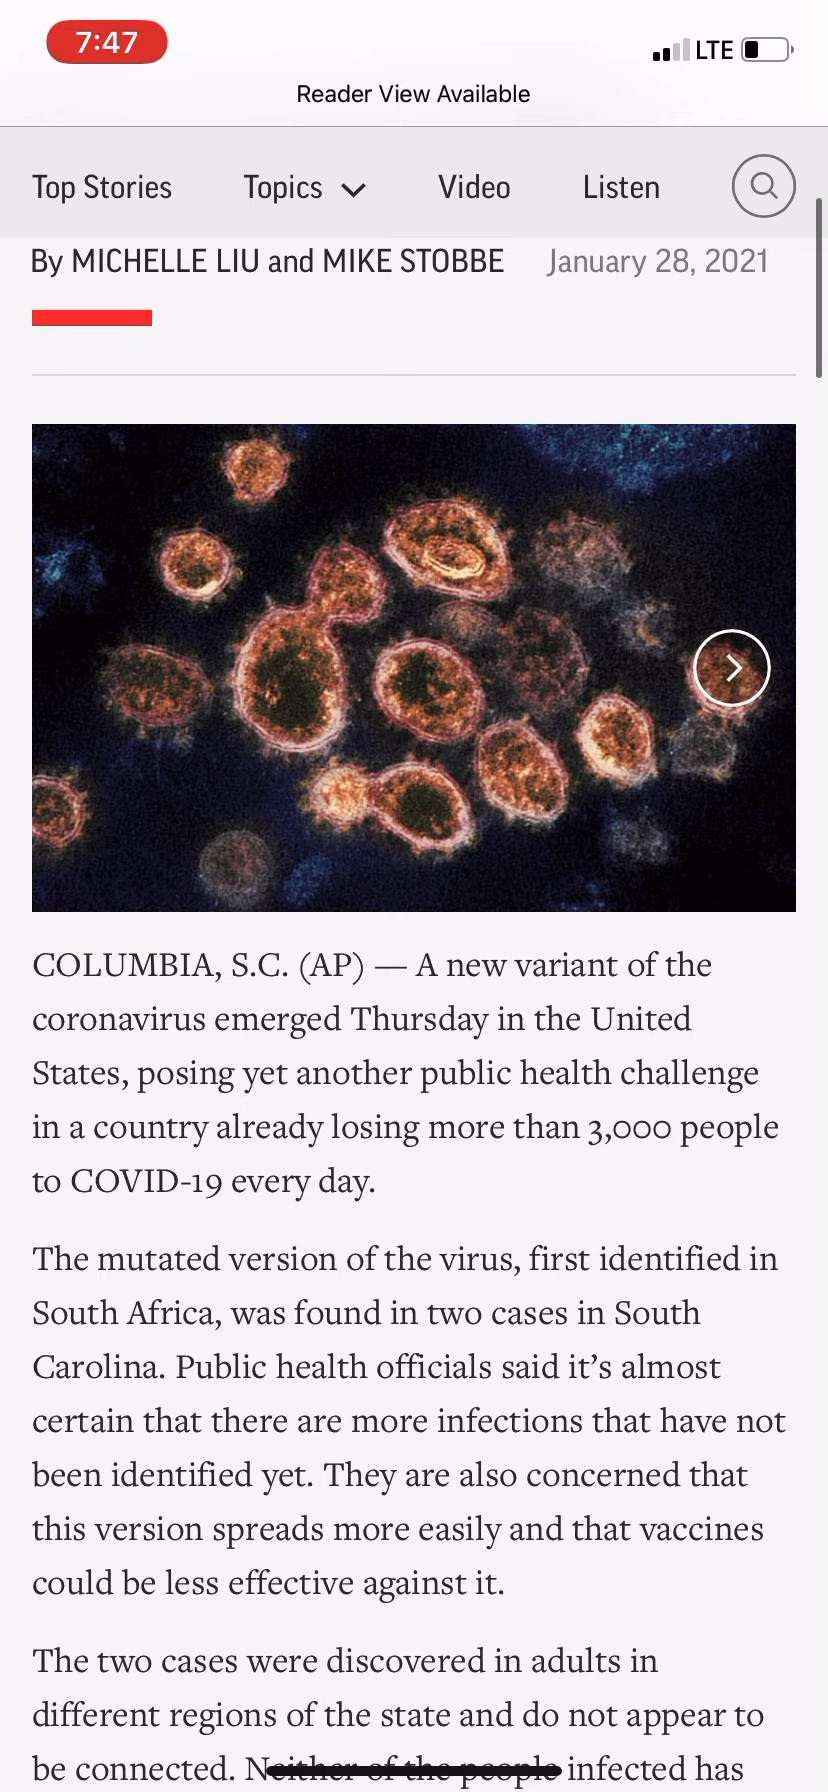 7:47 LTE
Reader View Available
Top Stories Topics Video Listen
By MICHELLE LIU and MIKE STOBBE January 28, 2021
COLUMBIA, S.C. (AP) — A new variant of the
coronavirus emerged Thursday in the United
States, posing yet another public health challenge
in a country already losing more than 3,000 people
to COVID-19 every day.
The mutated version of the virus, first identified in
South Africa, was found in two cases in South
Carolina. Public health officials said it’s almost
certain that there are more infections that have not
been identified yet. They are also concerned that
this version spreads more easily and that vaccines
could be less effective against it.
The two cases were discovered in adults in
different regions of the state and do not appear to
be connected. Neither of the people infected has